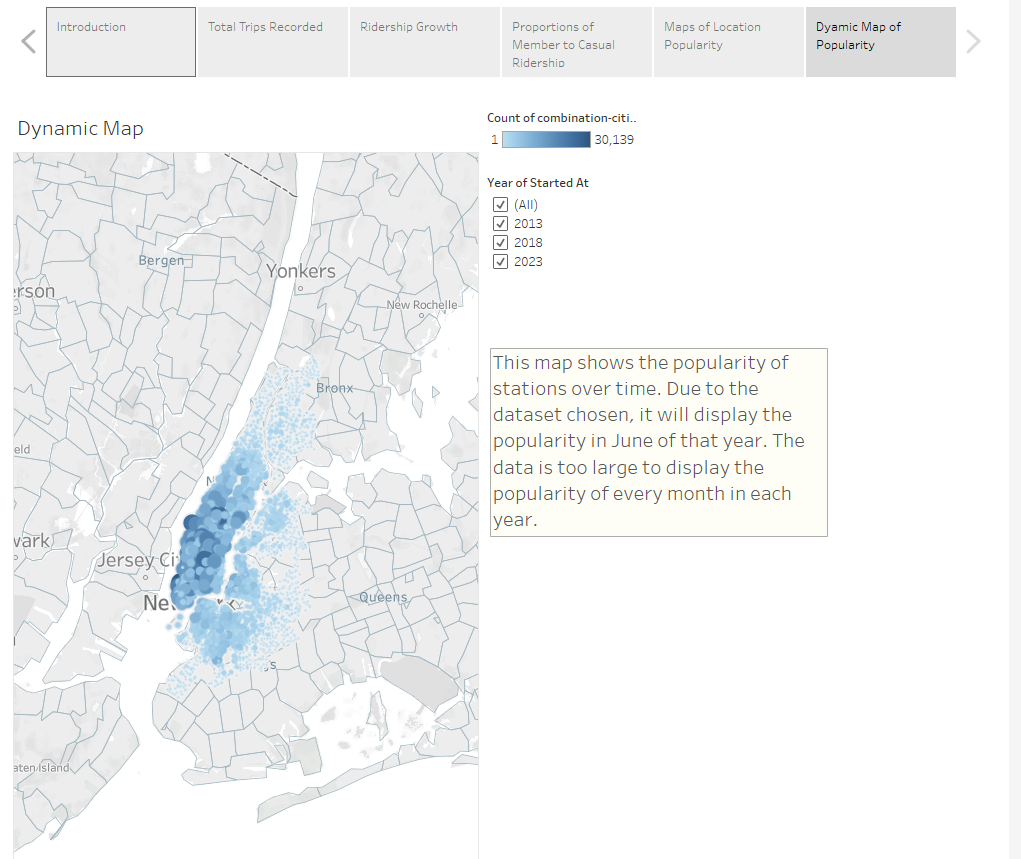 Introduction
Total Trips Recorded
Ridership Growth
Proportions of
Member to Casual
Ridership
Maps of Location
Popularity
Dyamic Map of
Popularity
Dynamic Map
Count of combination-citi..
1
30,139
Year of Started At
(All)
2013
2018
2023
Bergen
Yonkers
erson
New Rochelle
Bronx
eld
N
This map shows the popularity of
stations over time. Due to the
dataset chosen, it will display the
popularity in June of that year. The
data is too large to display the
popularity of every month in each
year.
wark
Jersey Ci
Queens
aten Island